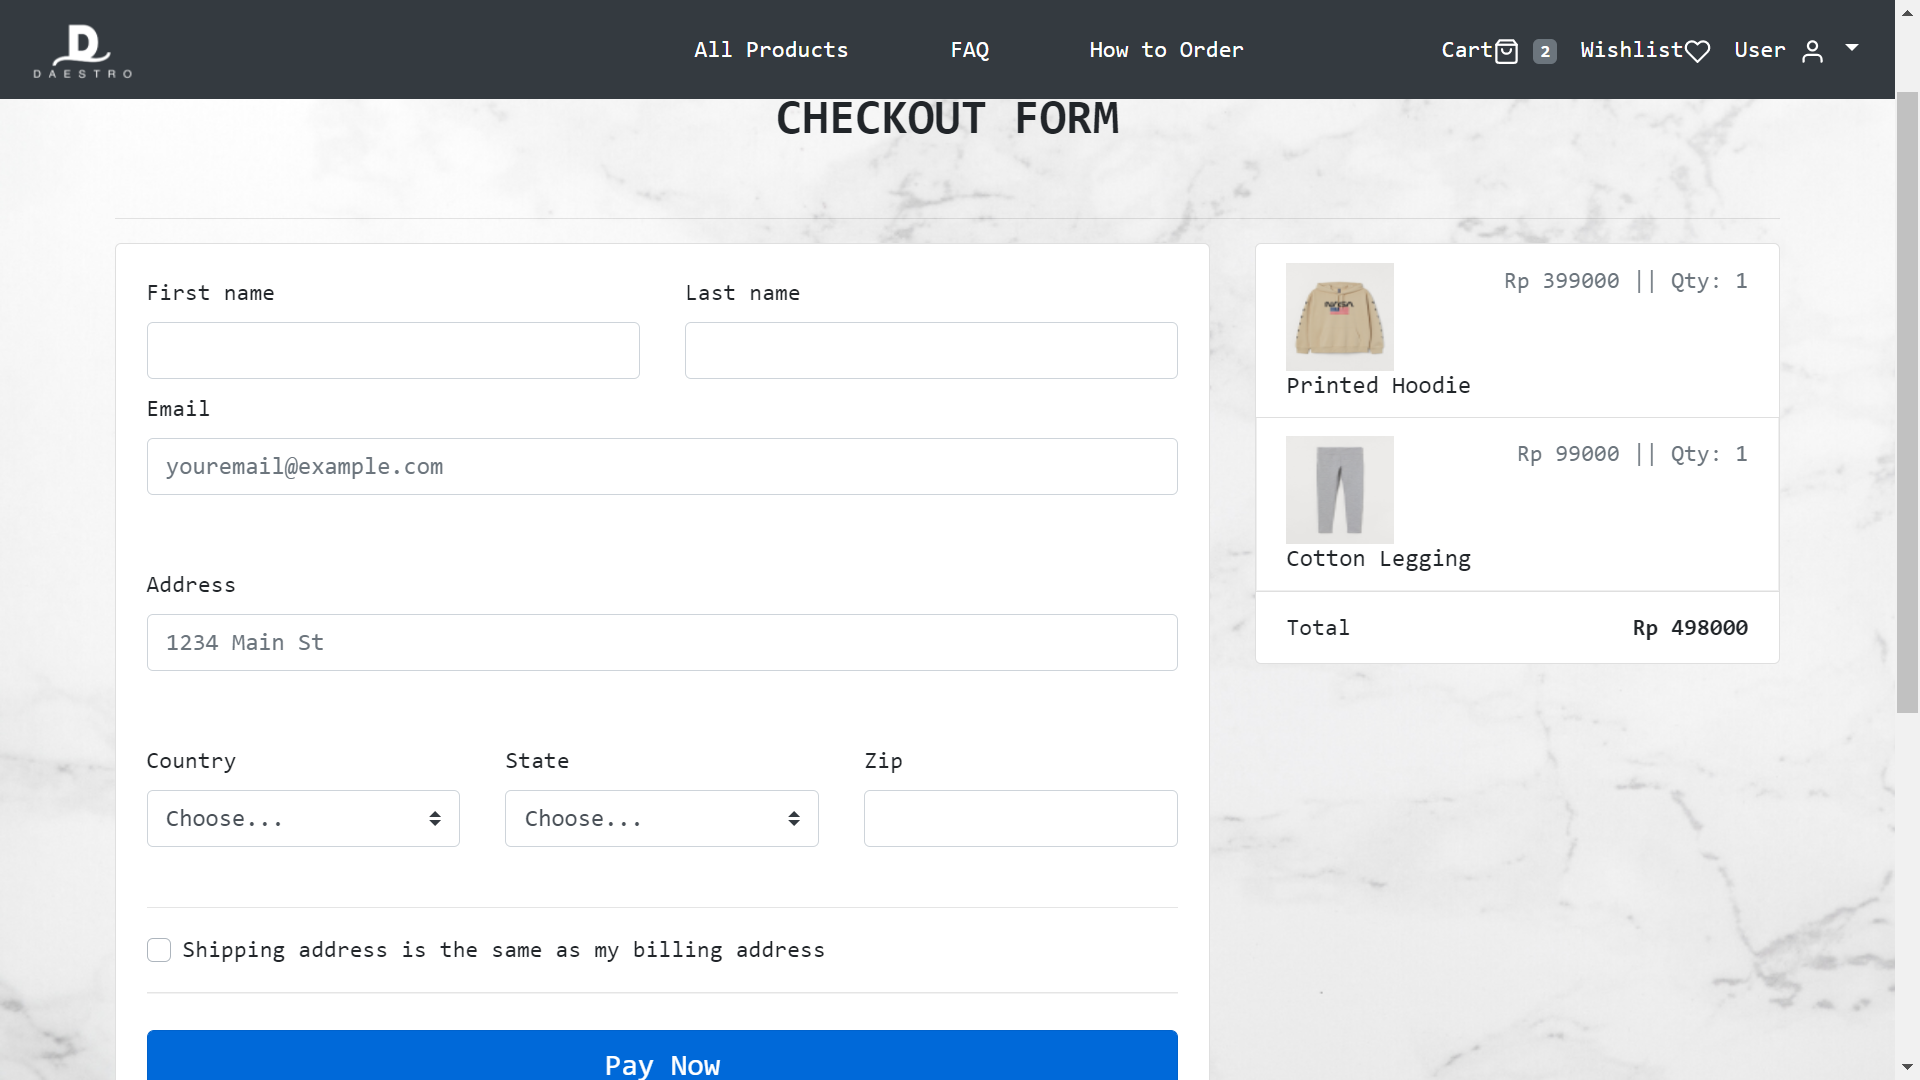 D
DAESTRO
All Products
FAQ
How to Order
Cart 2
Wishlist
User
CHECKOUT FORM
First name
Last name
Email
youremail@example.com
Address
1234 Main St
Country
State
Zip
Choose...
Choose...
Shipping address is the same as my billing address
Pay Now
Rp 399000 || Qty: 1
NASA
Printed Hoodie
Rp 99000 || Qty: 1
Cotton Legging
Total
Rp 498000